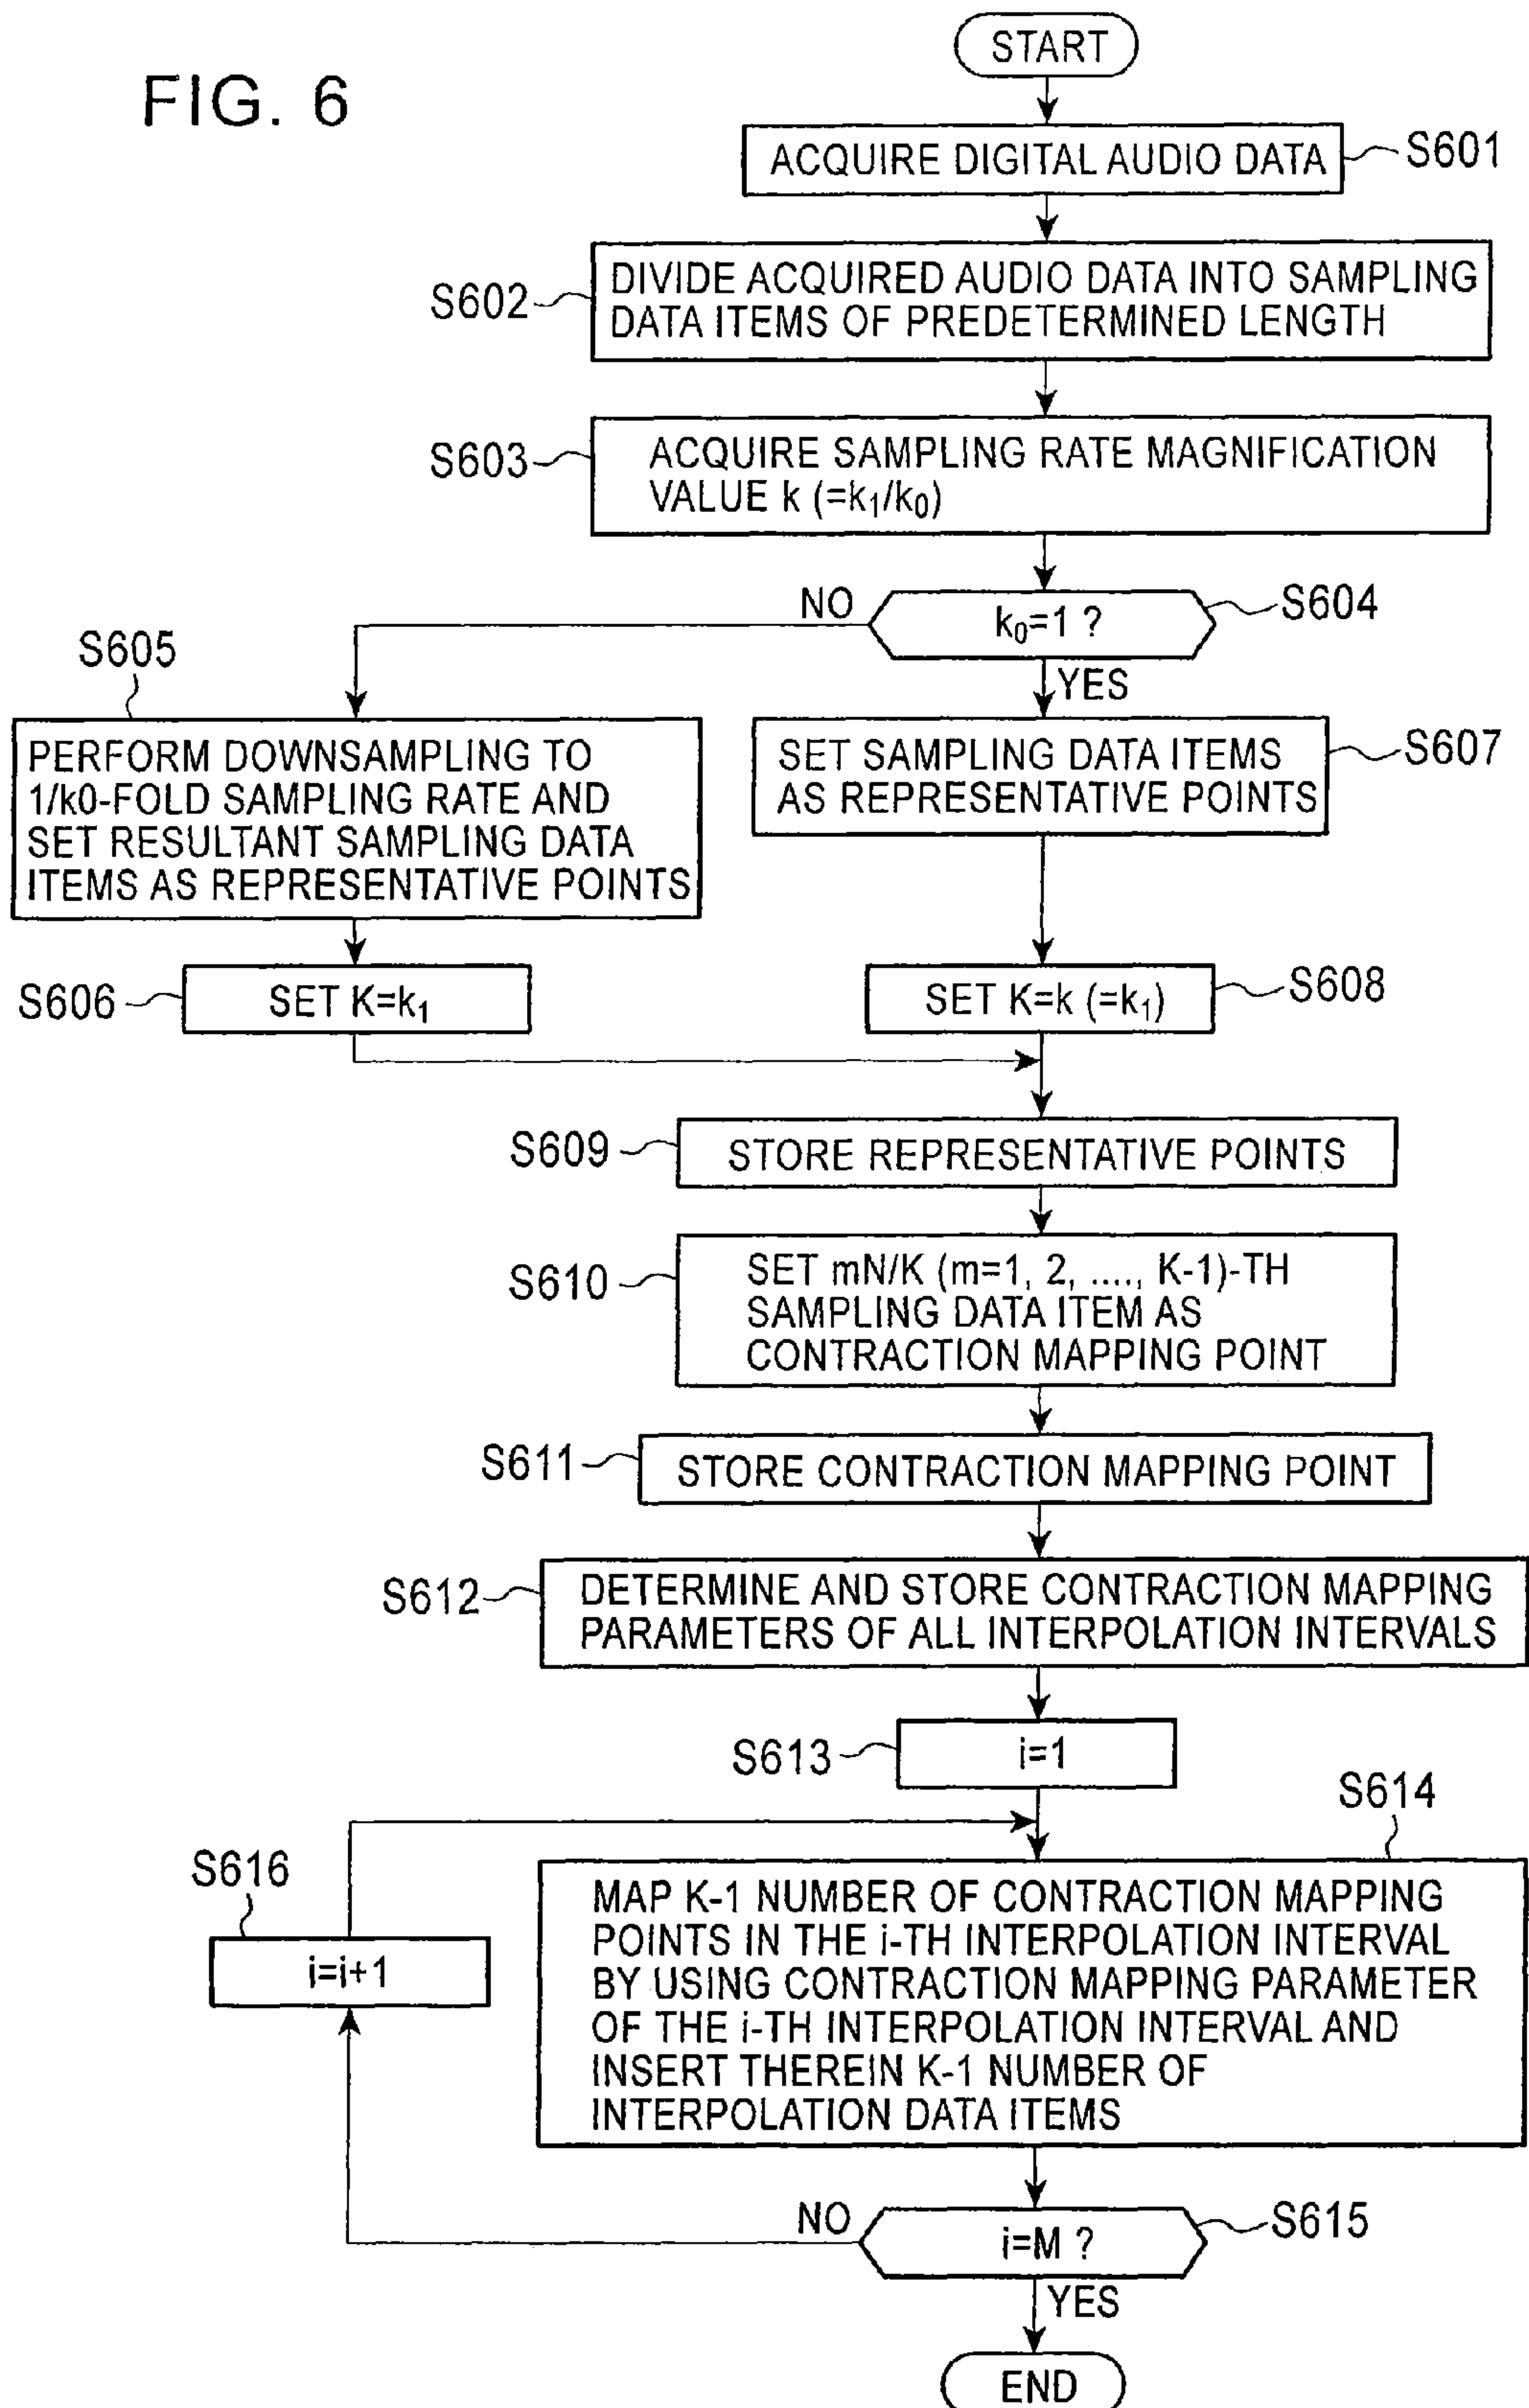 FIG. 6
START
ACQUIRE DIGITAL AUDIO DATA
S601
DIVIDE ACQUIRED AUDIO DATA INTO SAMPLING
DATA ITEMS OF PREDETERMINED LENGTH
S602
ACQUIRE SAMPLING RATE MAGNIFICATION
VALUE k (=k₁/k₀)
S603
k₀=1 ?
S604
NO
YES
S605
PERFORM DOWNSAMPLING TO
1/k0-FOLD SAMPLING RATE AND
SET RESULTANT SAMPLING DATA
ITEMS AS REPRESENTATIVE POINTS
SET SAMPLING DATA ITEMS
AS REPRESENTATIVE POINTS
S607
S606
SET K=k₁
SET K=k (=k₁)
S608
S609
STORE REPRESENTATIVE POINTS
S610
SET mN/K (m=1, 2, ...., K-1)-TH
SAMPLING DATA ITEM AS
CONTRACTION MAPPING POINT
S611
STORE CONTRACTION MAPPING POINT
S612
DETERMINE AND STORE CONTRACTION MAPPING
PARAMETERS OF ALL INTERPOLATION INTERVALS
S613
i=1
S614
S616
i=i+1
MAP K-1 NUMBER OF CONTRACTION MAPPING
POINTS IN THE i-TH INTERPOLATION INTERVAL
BY USING CONTRACTION MAPPING PARAMETER
OF THE i-TH INTERPOLATION INTERVAL AND
INSERT THEREIN K-1 NUMBER OF
INTERPOLATION DATA ITEMS
NO
i=M ?
S615
YES
END